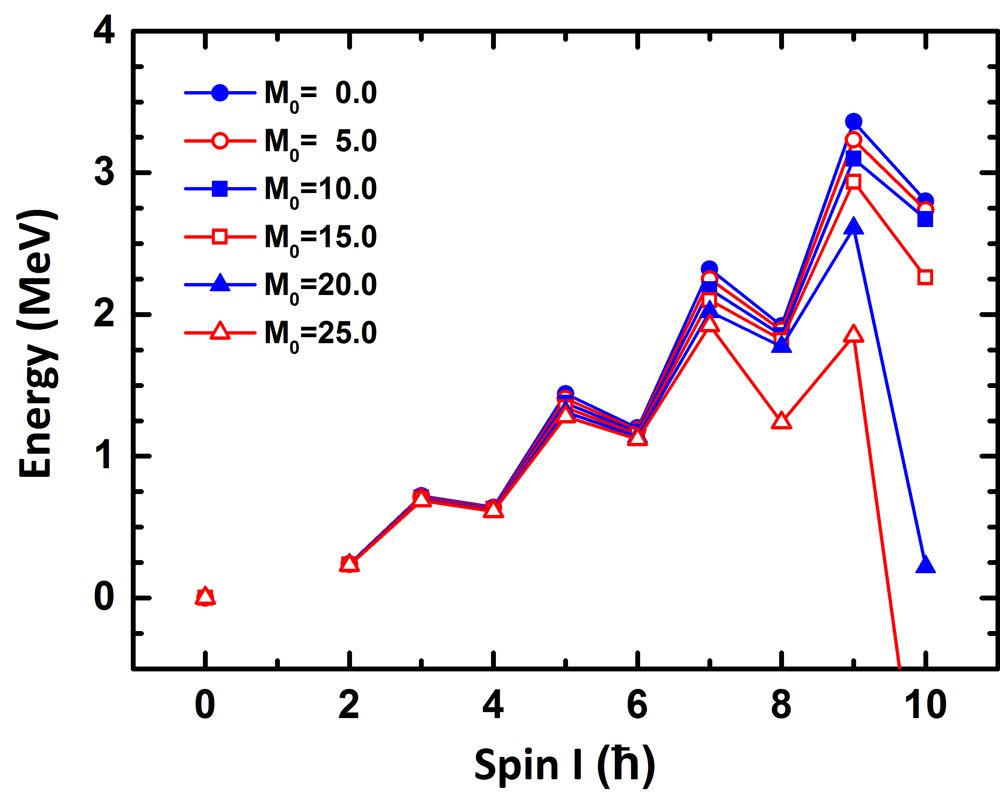 4
3
2
1
0
Energy (MeV)
M0= 0.0
M0= 5.0
M0=10.0
M0=15.0
M0=20.0
M0=25.0
0 2 4 6 8 10
Spin I (ħ)